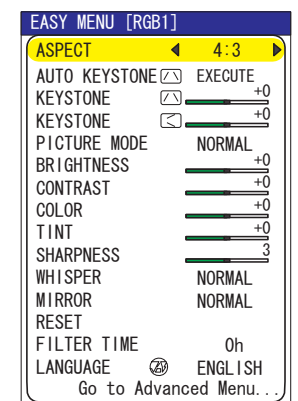 EASY MENU [RGB1]
ASPECT 4:3
AUTO KEYSTONE EXECUTE
KEYSTONE +0
KEYSTONE +0
PICTURE MODE NORMAL
BRIGHTNESS +0
CONTRAST +0
COLOR +0
TINT +0
SHARPNESS 3
WHISPER NORMAL
MIRROR NORMAL
RESET
FILTER TIME 0h
LANGUAGE ENGLISH
Go to Advanced Menu...